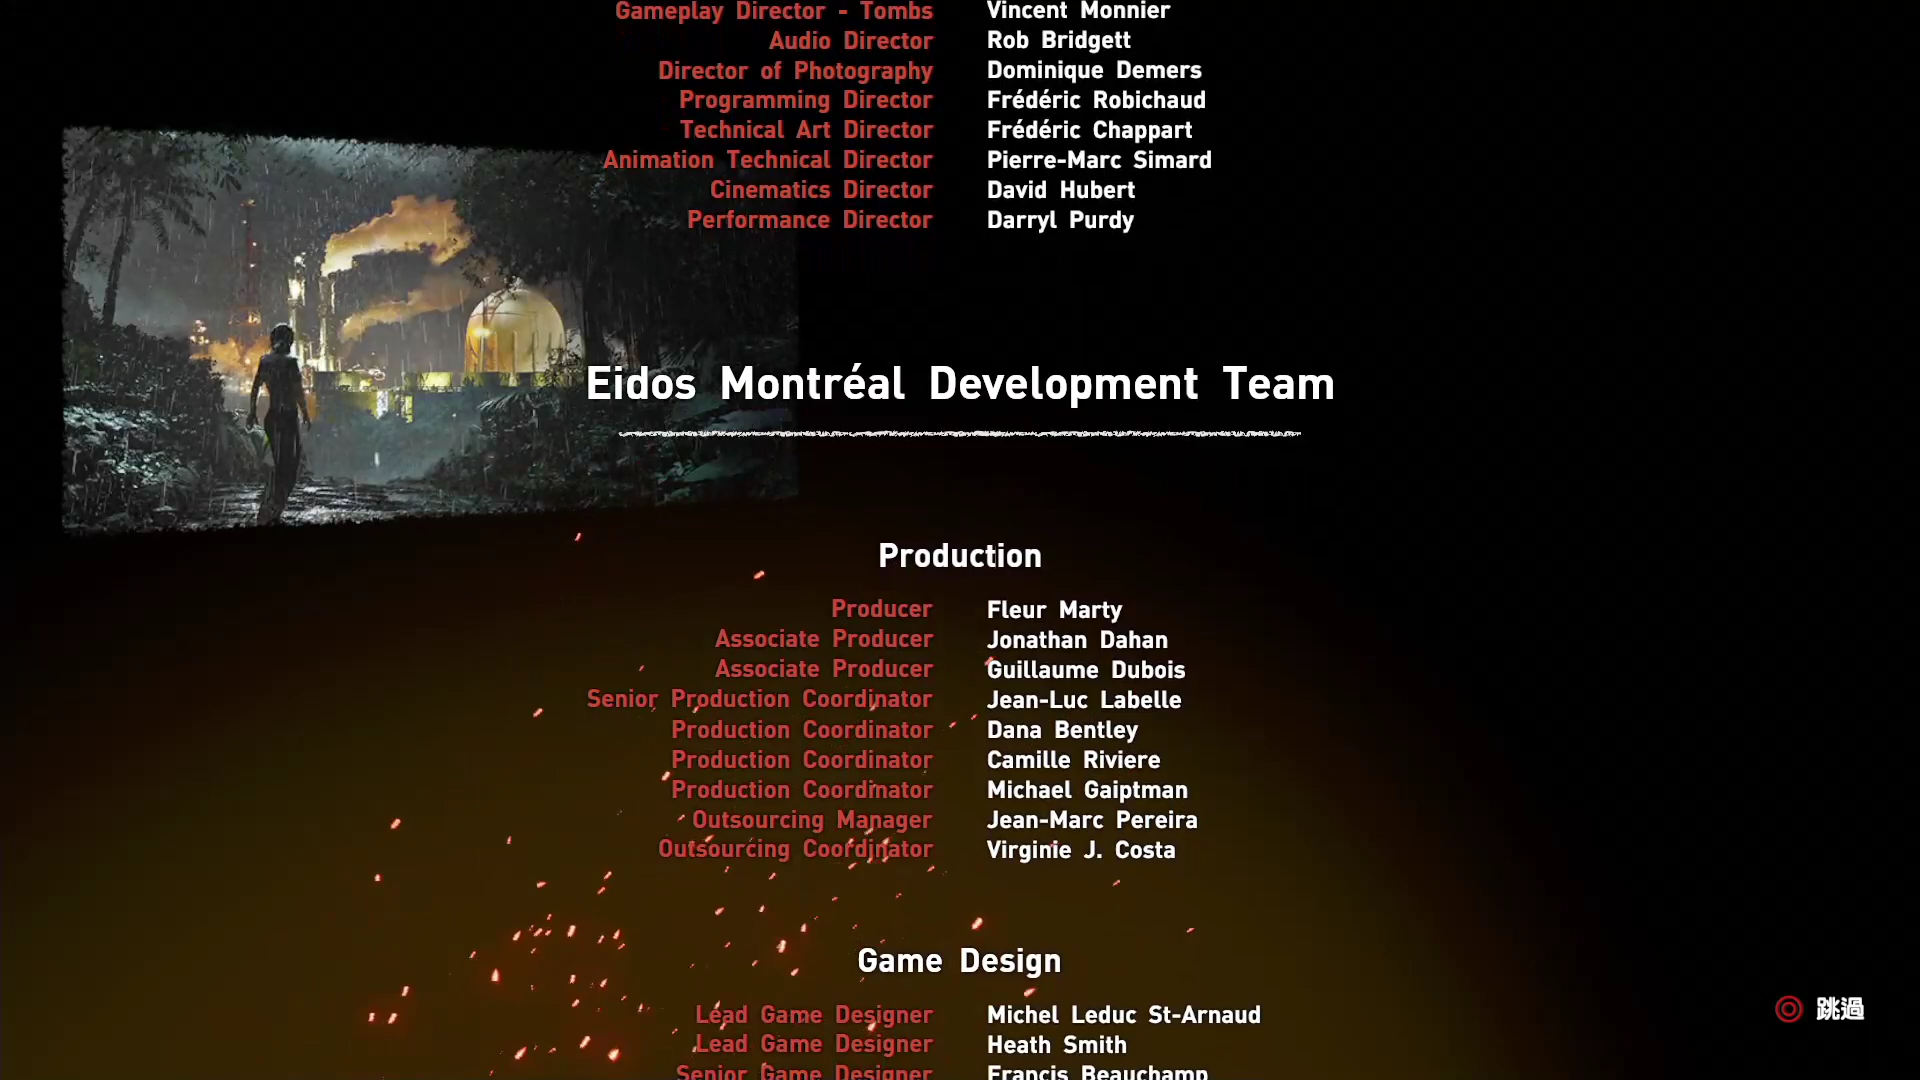 Gameplay Director - Tombs Vincent Monnier
Audio Director Rob Bridgett
Director of Photography Dominique Demers
Programming Director Frédéric Robichaud
Technical Art Director Frédéric Chappart
Animation Technical Director Pierre-Marc Simard
Cinematics Director David Hubert
Performance Director Darryl Purdy
Eidos Montréal Development Team
Production
Producer Fleur Marty
Associate Producer Jonathan Dahan
Associate Producer Guillaume Dubois
Senior Production Coordinator Jean-Luc Labelle
Production Coordinator Dana Bentley
Production Coordinator Camille Riviere
Production Coordinator Michael Gaiptman
Outsourcing Manager Jean-Marc Pereira
Outsourcing Coordinator Virginie J. Costa
Game Design
Lead Game Designer Michel Leduc St-Arnaud
Lead Game Designer Heath Smith
Senior Game Designer Francis Beauchamp
跳過